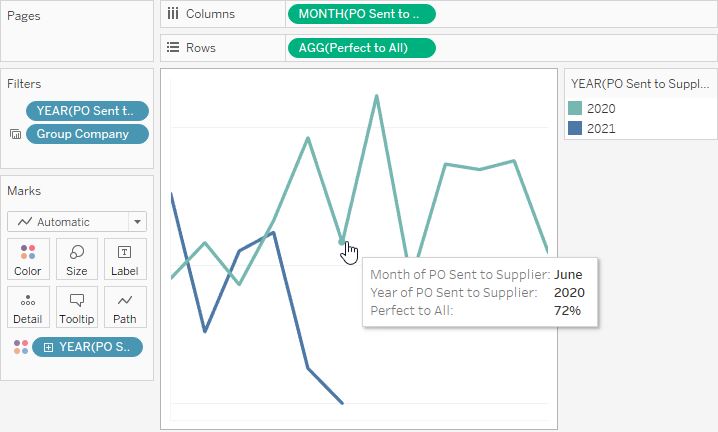 Pages
Columns
MONTH(PO Sent to ..
Rows
AGG(Perfect to All)
Filters
YEAR(PO Sent t..
Group Company
Marks
Automatic
Color
Size
Label
Detail
Tooltip
Path
YEAR(PO S..
Month of PO Sent to Supplier: June
Year of PO Sent to Supplier: 2020
Perfect to All: 72%
YEAR(PO Sent to Suppl...
2020
2021